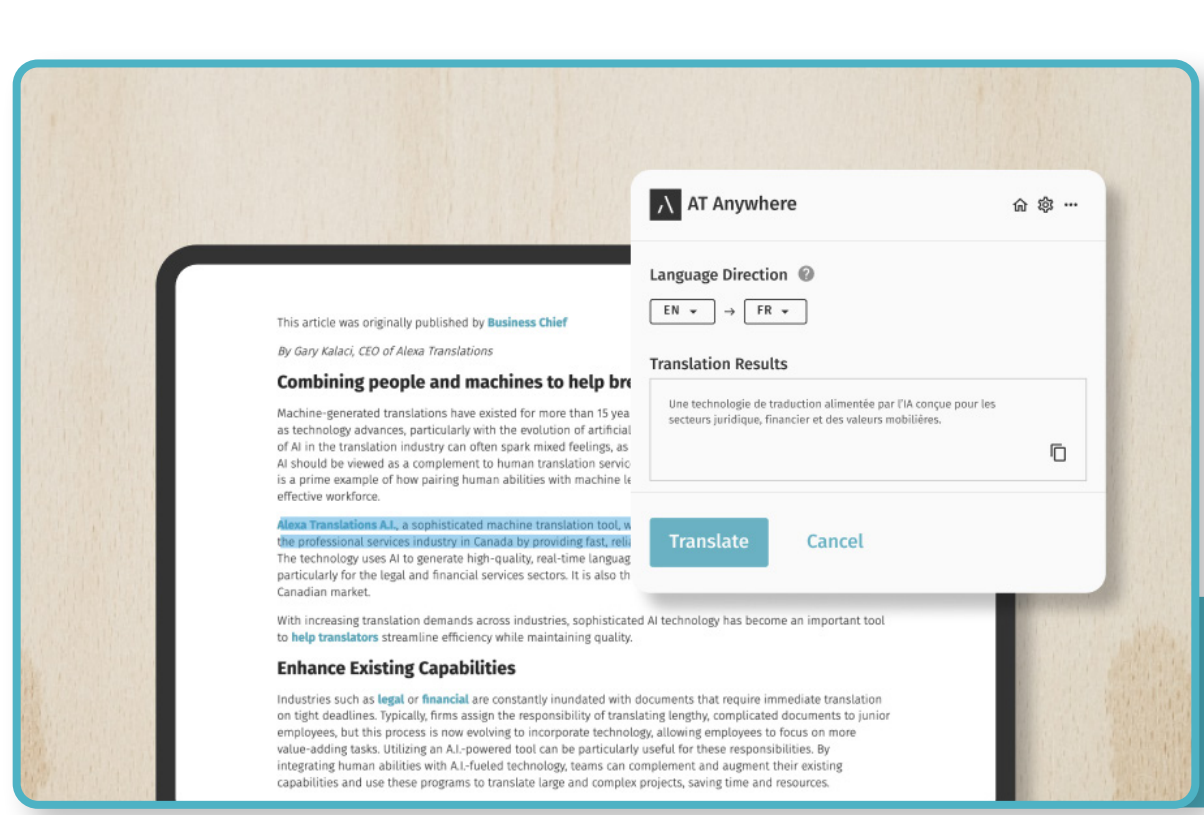 AT Anywhere
Language Direction ?
EN → FR
Translation Results
Une technologie de traduction alimentée par l'IA conçue pour les
secteurs juridique, financier et des valeurs mobilières.
Translate Cancel
This article was originally published by Business Chief
By Gary Kalaci, CEO of Alexa Translations
Combining people and machines to help
Machine-generated translations have existed for more than 15
as technology advances, particularly with the evolution of artificial
of AI in the translation industry can often spark mixed feelings, as
AI should be viewed as a complement to human translation
is a prime example of how pairing human abilities with machine
effective workforce.
Alexa Translations A.I., a sophisticated machine translation tool,
the professional services industry in Canada by providing fast,
The technology uses AI to generate high-quality, real-time
particularly for the legal and financial services sectors. It is also
Canadian market.
With increasing translation demands across industries, sophisticated AI technology has become an important tool
to help translators streamline efficiency while maintaining quality.
Enhance Existing Capabilities
Industries such as legal or financial are constantly inundated with documents that require immediate translation
on tight deadlines. Typically, firms assign the responsibility of translating lengthy, complicated documents to junior
employees, but this process is now evolving to incorporate technology, allowing employees to focus on more
value-adding tasks. Utilizing an A.I.-powered tool can be particularly useful for these responsibilities. By
integrating human abilities with A.I.-fueled technology, teams can complement and augment their existing
capabilities and use these programs to translate large and complex projects, saving time and resources.